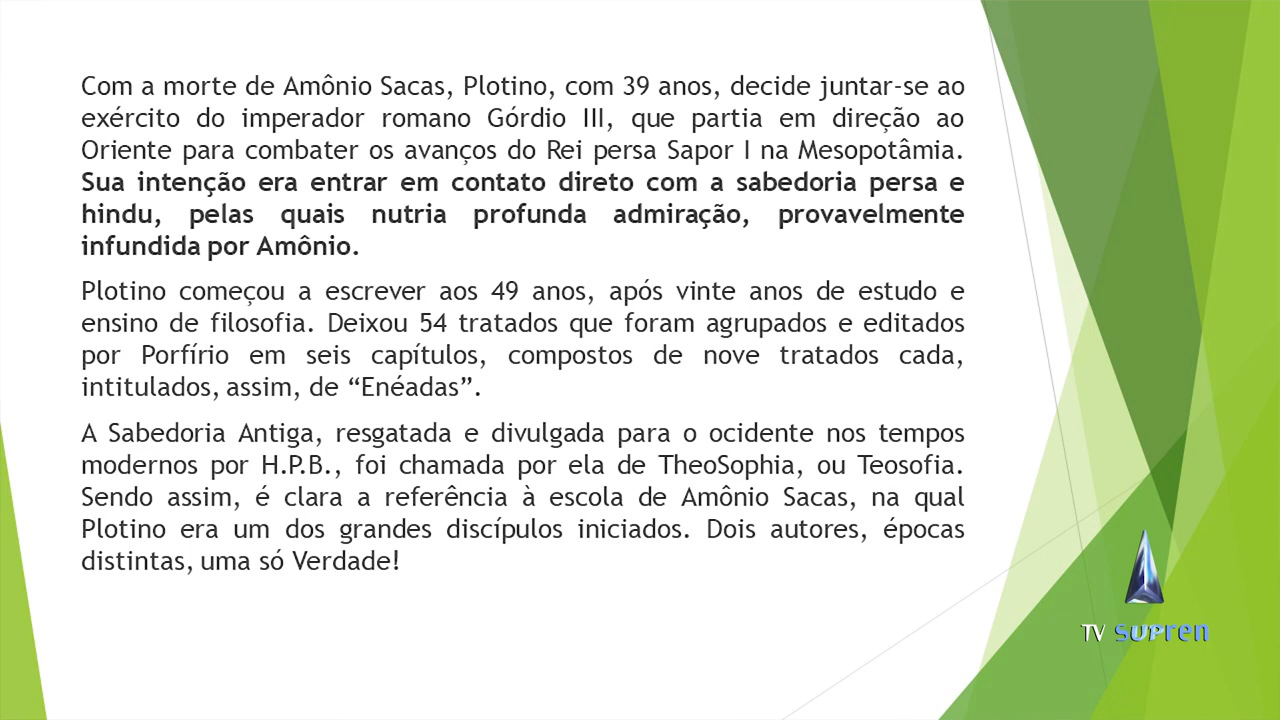 Com a morte de Amônio Sacas, Plotino, com 39 anos, decide juntar-se ao
exército do imperador romano Górdio III, que partia em direção ao
Oriente para combater os avanços do Rei persa Sapor I na Mesopotâmia.
Sua intenção era entrar em contato direto com a sabedoria persa e
hindu, pelas quais nutria profunda admiração, provavelmente
infundida por Amônio.
Plotino começou a escrever aos 49 anos, após vinte anos de estudo e
ensino de filosofia. Deixou 54 tratados que foram agrupados e editados
por Porfírio em seis capítulos, compostos de nove tratados cada,
intitulados, assim, de “Enéadas”.
A Sabedoria Antiga, resgatada e divulgada para o ocidente nos tempos
modernos por H.P.B., foi chamada por ela de TheoSophia, ou Teosofia.
Sendo assim, é clara a referência à escola de Amônio Sacas, na qual
Plotino era um dos grandes discípulos iniciados. Dois autores, épocas
distintas, uma só Verdade!
TV SUPREN